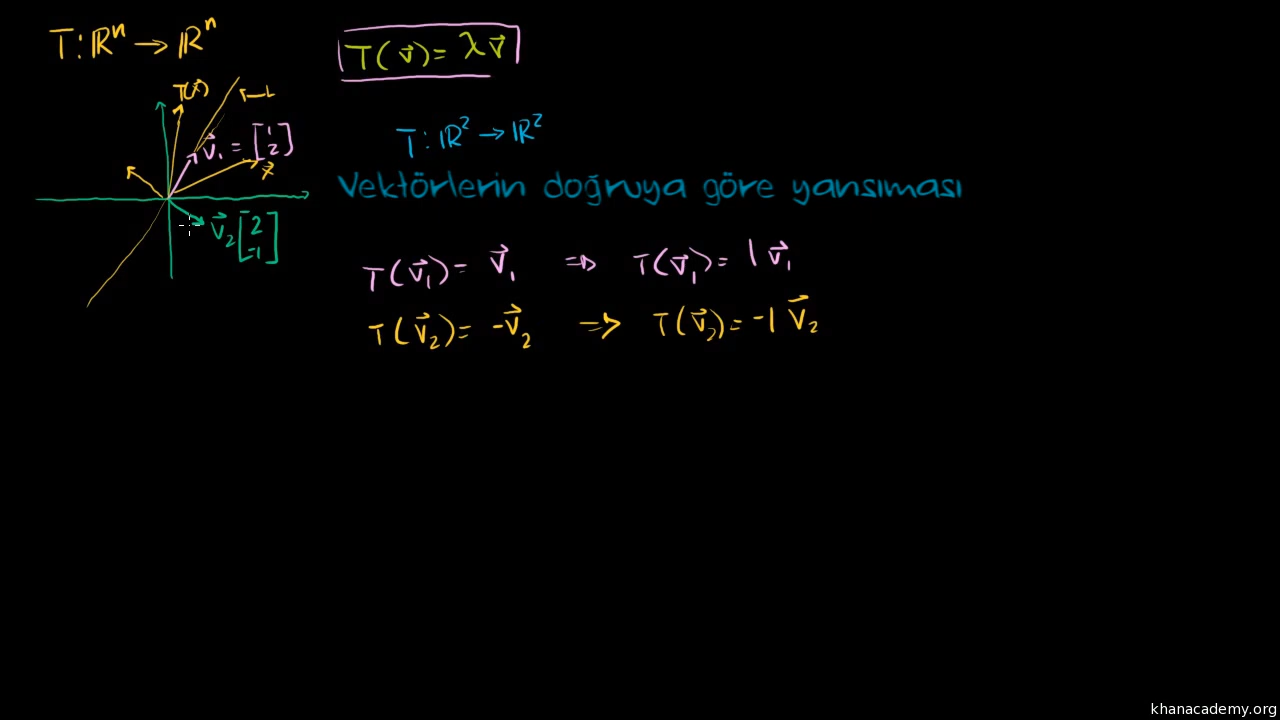 T: ℝⁿ → ℝⁿ
T(v⃗) = λv⃗
T(x⃗)
L
v⃗₁ = [1 2]
x⃗
T: ℝ² → ℝ²
Vektörlerin doğruya göre yansıması
v⃗₂ [2 -1]
T(v⃗₁) = v⃗₁ ⇒ T(v⃗₁) = 1 v⃗₁
T(v⃗₂) = -v⃗₂ ⇒ T(v⃗₂) = -1 v⃗₂
khanacademy.org